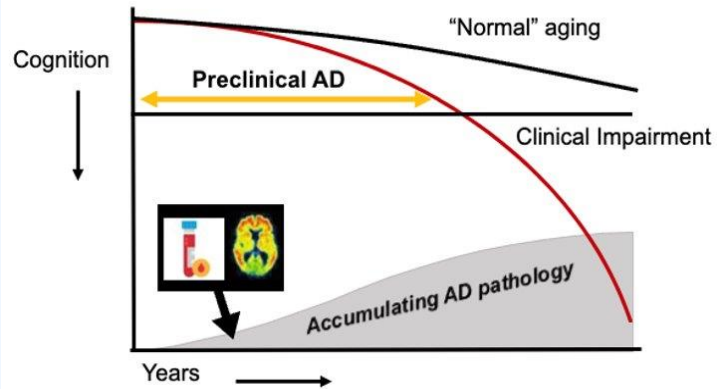 “Normal” aging
Cognition
Preclinical AD
Clinical Impairment
Accumulating AD pathology
Years